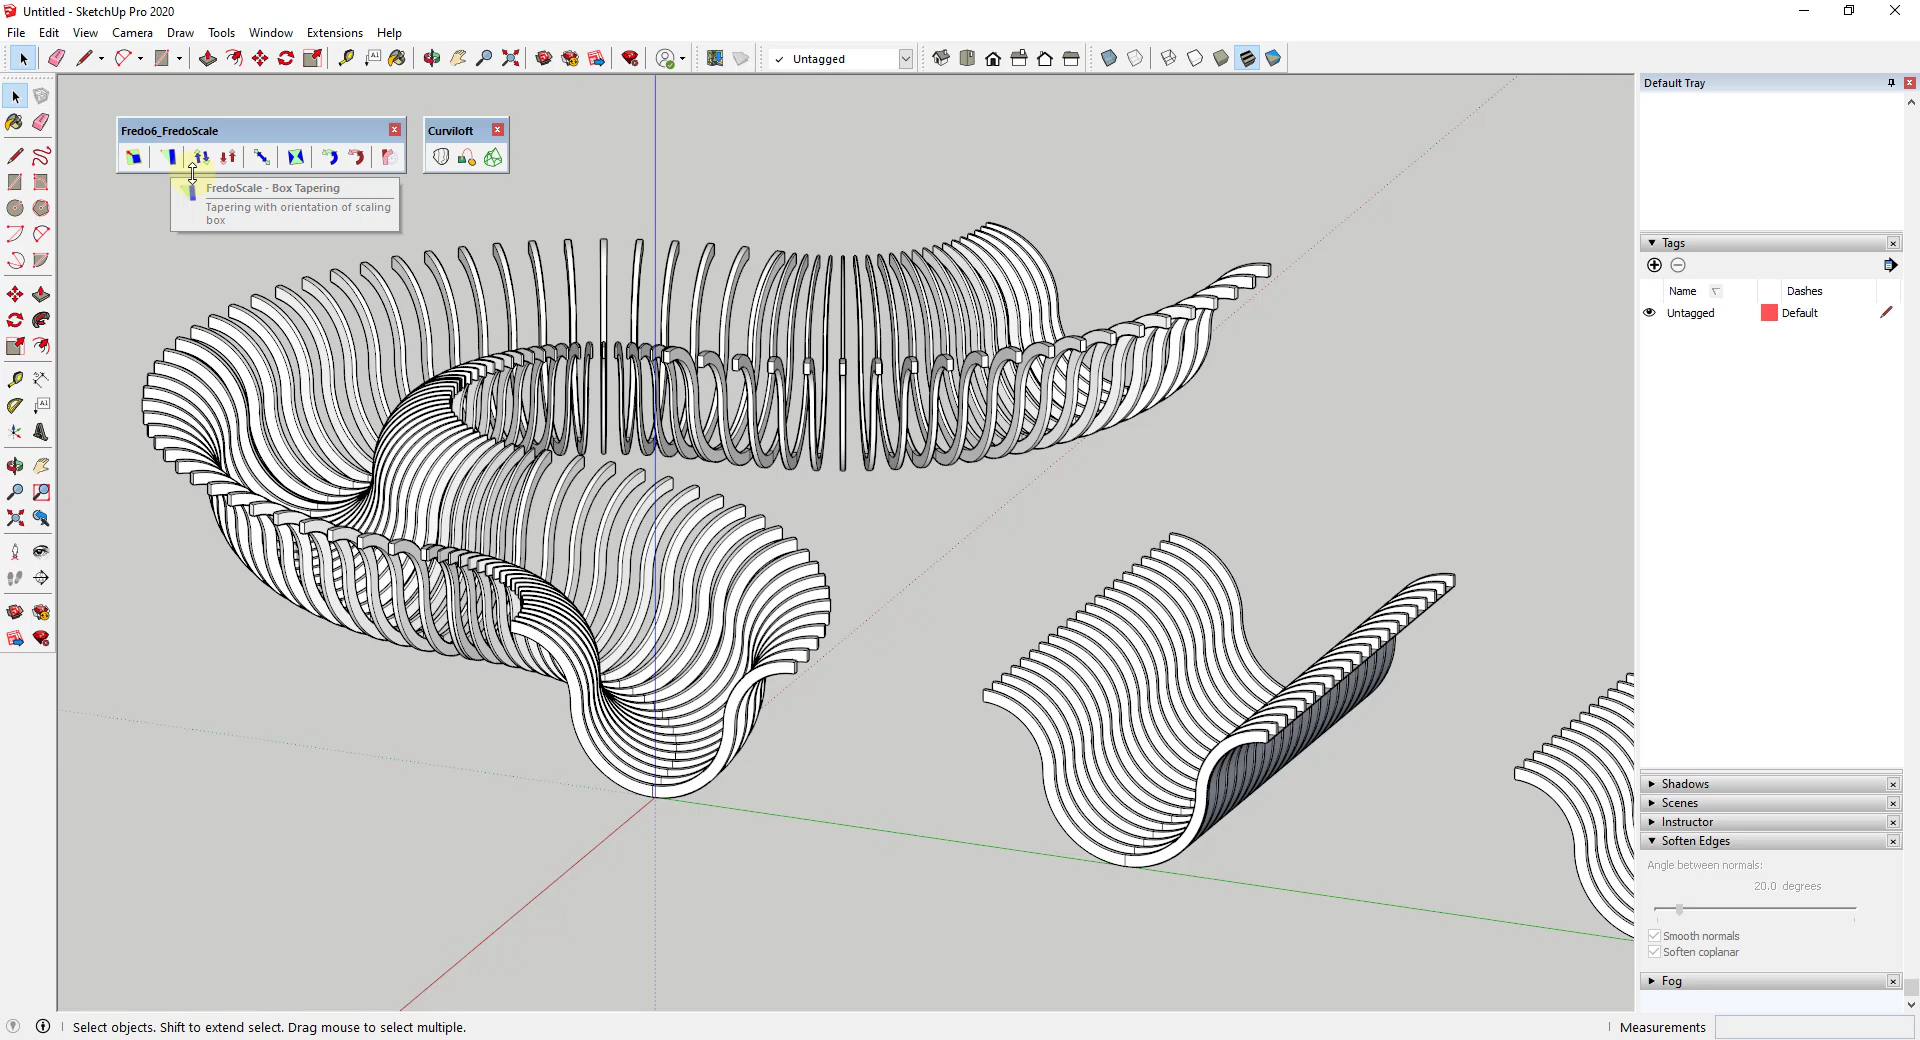 Untitled - SketchUp Pro 2020
File Edit View Camera Draw Tools Window Extensions Help
Untagged
Default Tray
Fredo6_FredoScale
Curviloft
FredoScale - Box Tapering
Tapering with orientation of scaling
box
Tags
Name Dashes
Untagged Default
Shadows
Scenes
Instructor
Soften Edges
Angle between normals:
20.0 degrees
Smooth normals
Soften coplanar
Fog
Select objects. Shift to extend select. Drag mouse to select multiple.
Measurements